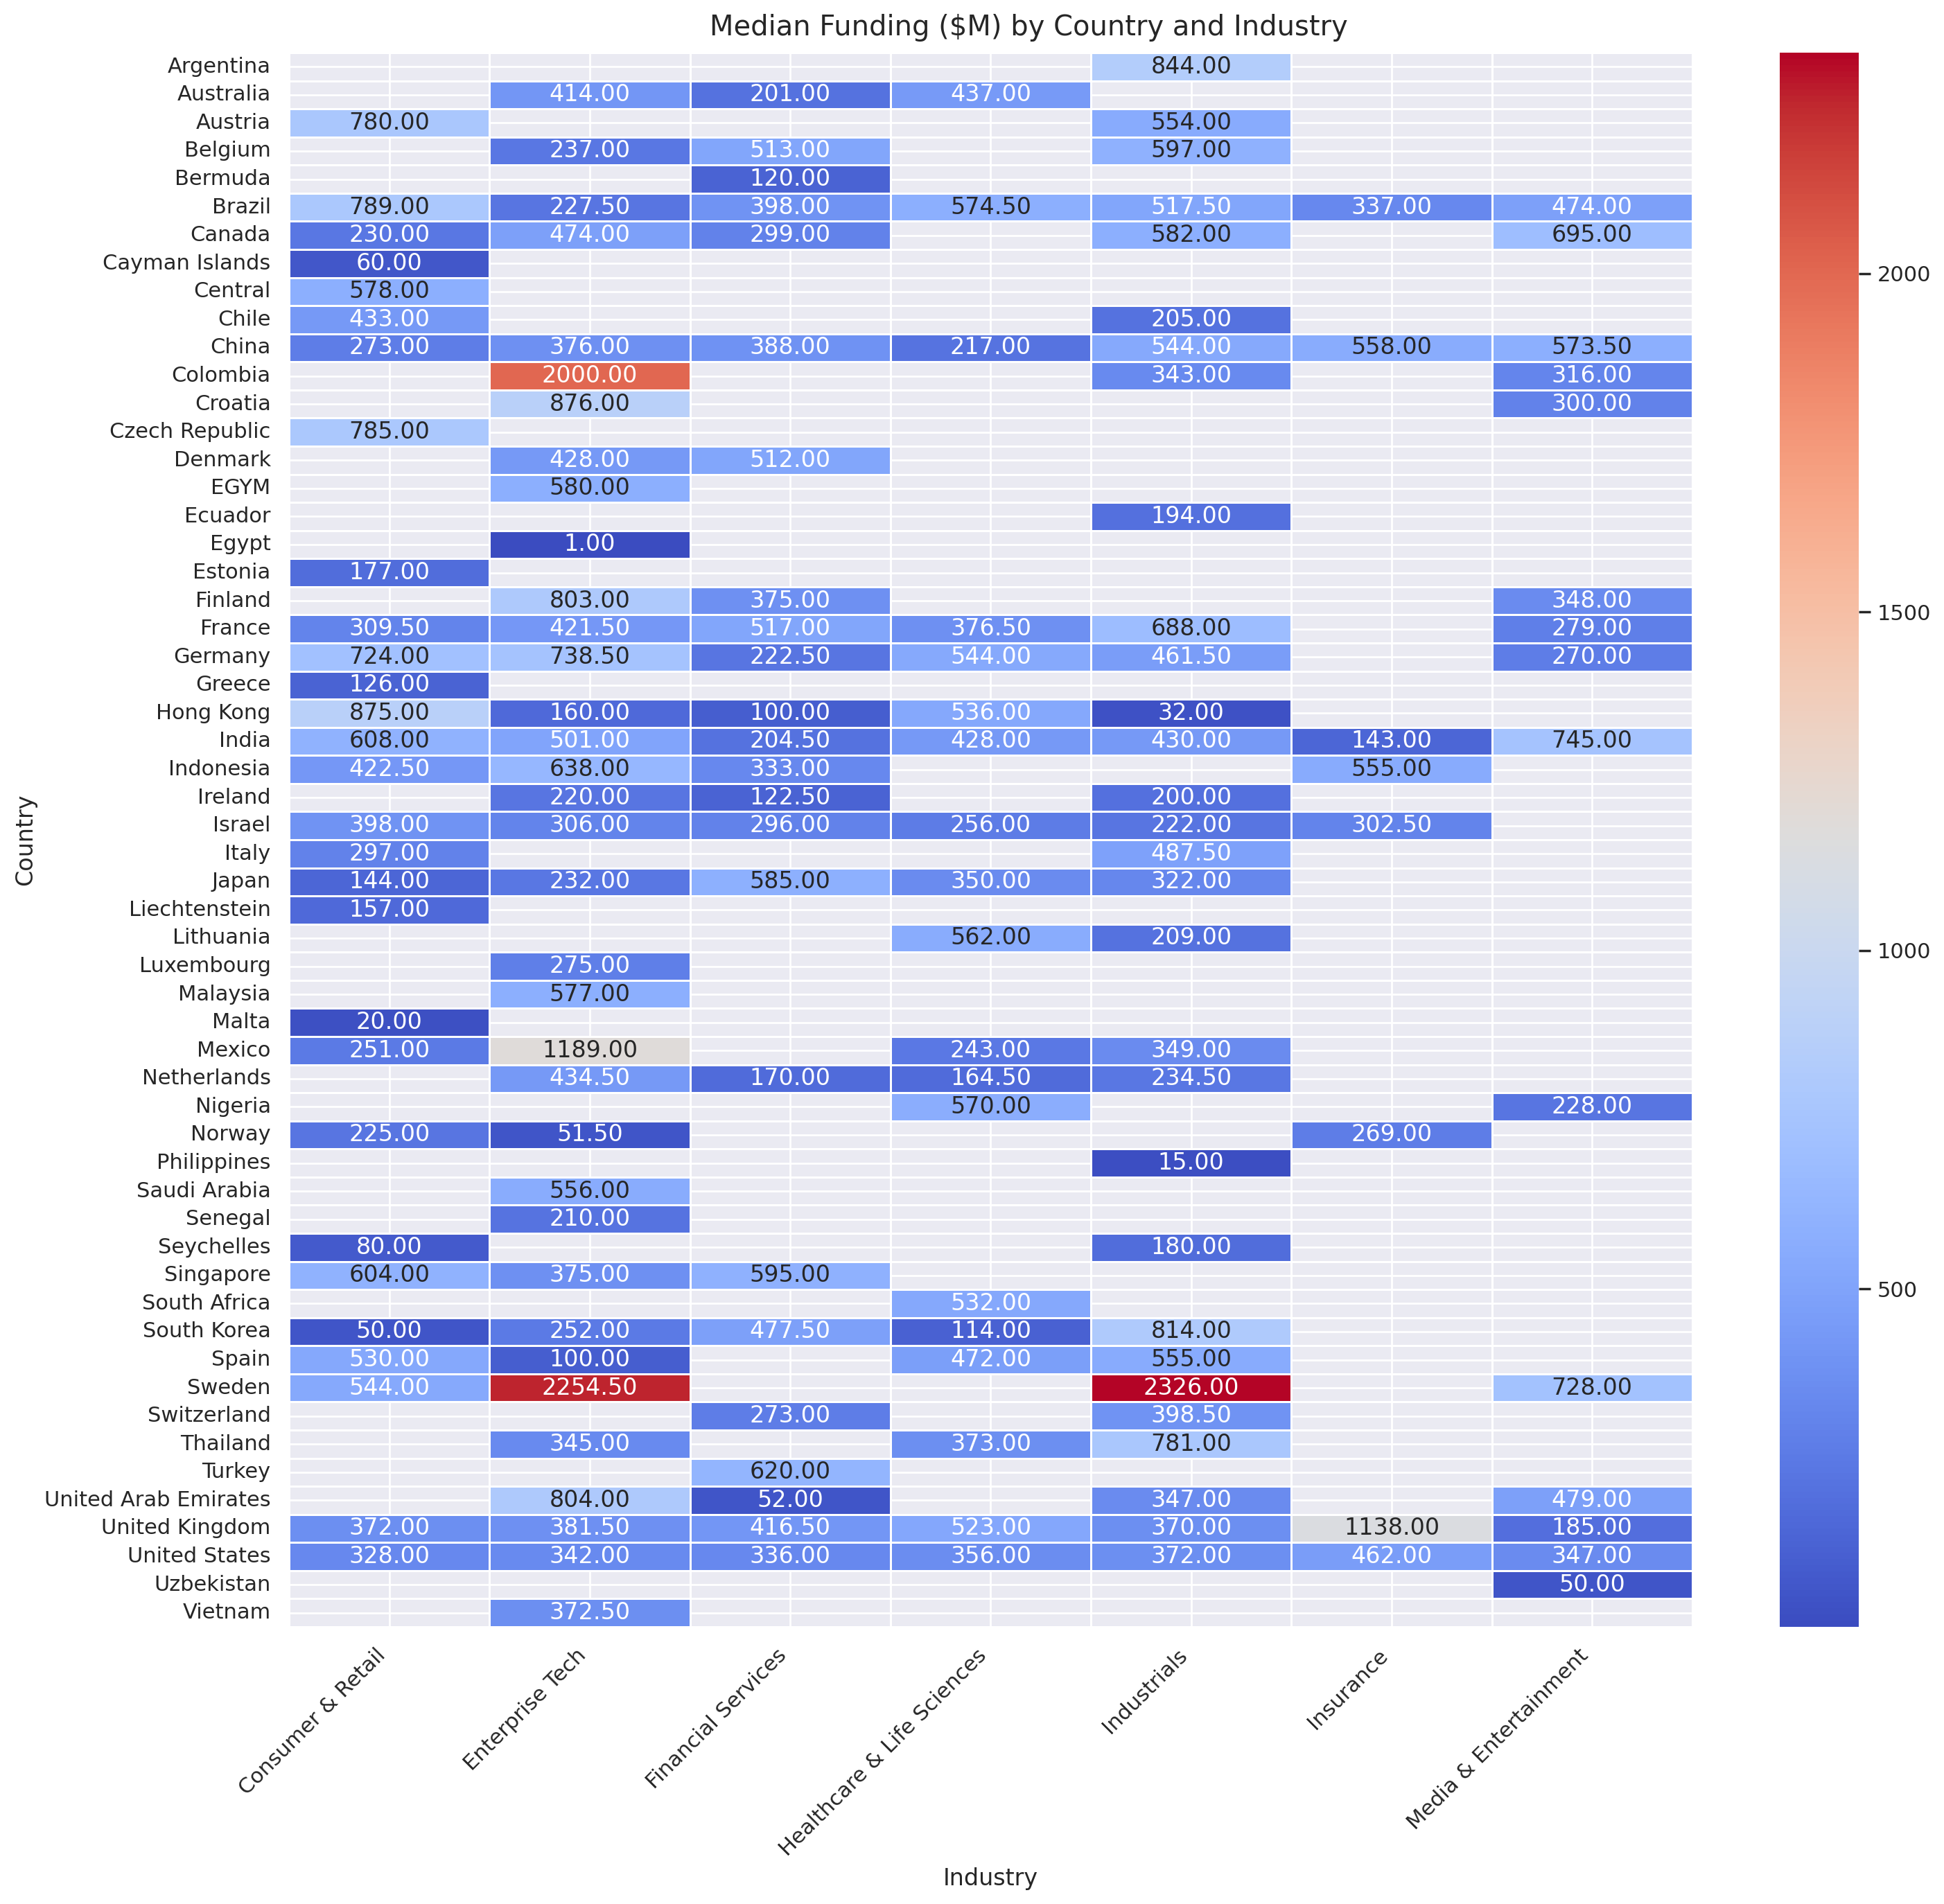 Median Funding ($M) by Country and Industry
Argentina 844.00
Australia 414.00 201.00 437.00
Austria 780.00 554.00
Belgium 237.00 513.00 597.00
Bermuda 120.00
Brazil 789.00 227.50 398.00 574.50 517.50 337.00 474.00
Canada 230.00 474.00 299.00 582.00 695.00
Cayman Islands 60.00
Central 578.00
Chile 433.00 205.00
China 273.00 376.00 388.00 217.00 544.00 558.00 573.50
Colombia 2000.00 343.00 316.00
Croatia 876.00 300.00
Czech Republic 785.00
Denmark 428.00 512.00
EGYM 580.00
Ecuador 194.00
Egypt 1.00
Estonia 177.00
Finland 803.00 375.00 348.00
France 309.50 421.50 517.00 376.50 688.00 279.00
Germany 724.00 738.50 222.50 544.00 461.50 270.00
Greece 126.00
Hong Kong 875.00 160.00 100.00 536.00 32.00
India 608.00 501.00 204.50 428.00 430.00 143.00 745.00
Indonesia 422.50 638.00 333.00 555.00
Ireland 220.00 122.50 200.00
Israel 398.00 306.00 296.00 256.00 222.00 302.50
Italy 297.00 487.50
Japan 144.00 232.00 585.00 350.00 322.00
Liechtenstein 157.00
Lithuania 562.00 209.00
Luxembourg 275.00
Malaysia 577.00
Malta 20.00
Mexico 251.00 1189.00 243.00 349.00
Netherlands 434.50 170.00 164.50 234.50
Nigeria 570.00 228.00
Norway 225.00 51.50 269.00
Philippines 15.00
Saudi Arabia 556.00
Senegal 210.00
Seychelles 80.00 180.00
Singapore 604.00 375.00 595.00
South Africa 532.00
South Korea 50.00 252.00 477.50 114.00 814.00
Spain 530.00 100.00 472.00 555.00
Sweden 544.00 2254.50 2326.00 728.00
Switzerland 273.00 398.50
Thailand 345.00 373.00 781.00
Turkey 620.00
United Arab Emirates 804.00 52.00 347.00 479.00
United Kingdom 372.00 381.50 416.50 523.00 370.00 1138.00 185.00
United States 328.00 342.00 336.00 356.00 372.00 462.00 347.00
Uzbekistan 50.00
Vietnam 372.50
Country
Consumer & Retail
Enterprise Tech
Financial Services
Healthcare & Life Sciences
Industrials
Insurance
Media & Entertainment
Industry
2000
1500
1000
500